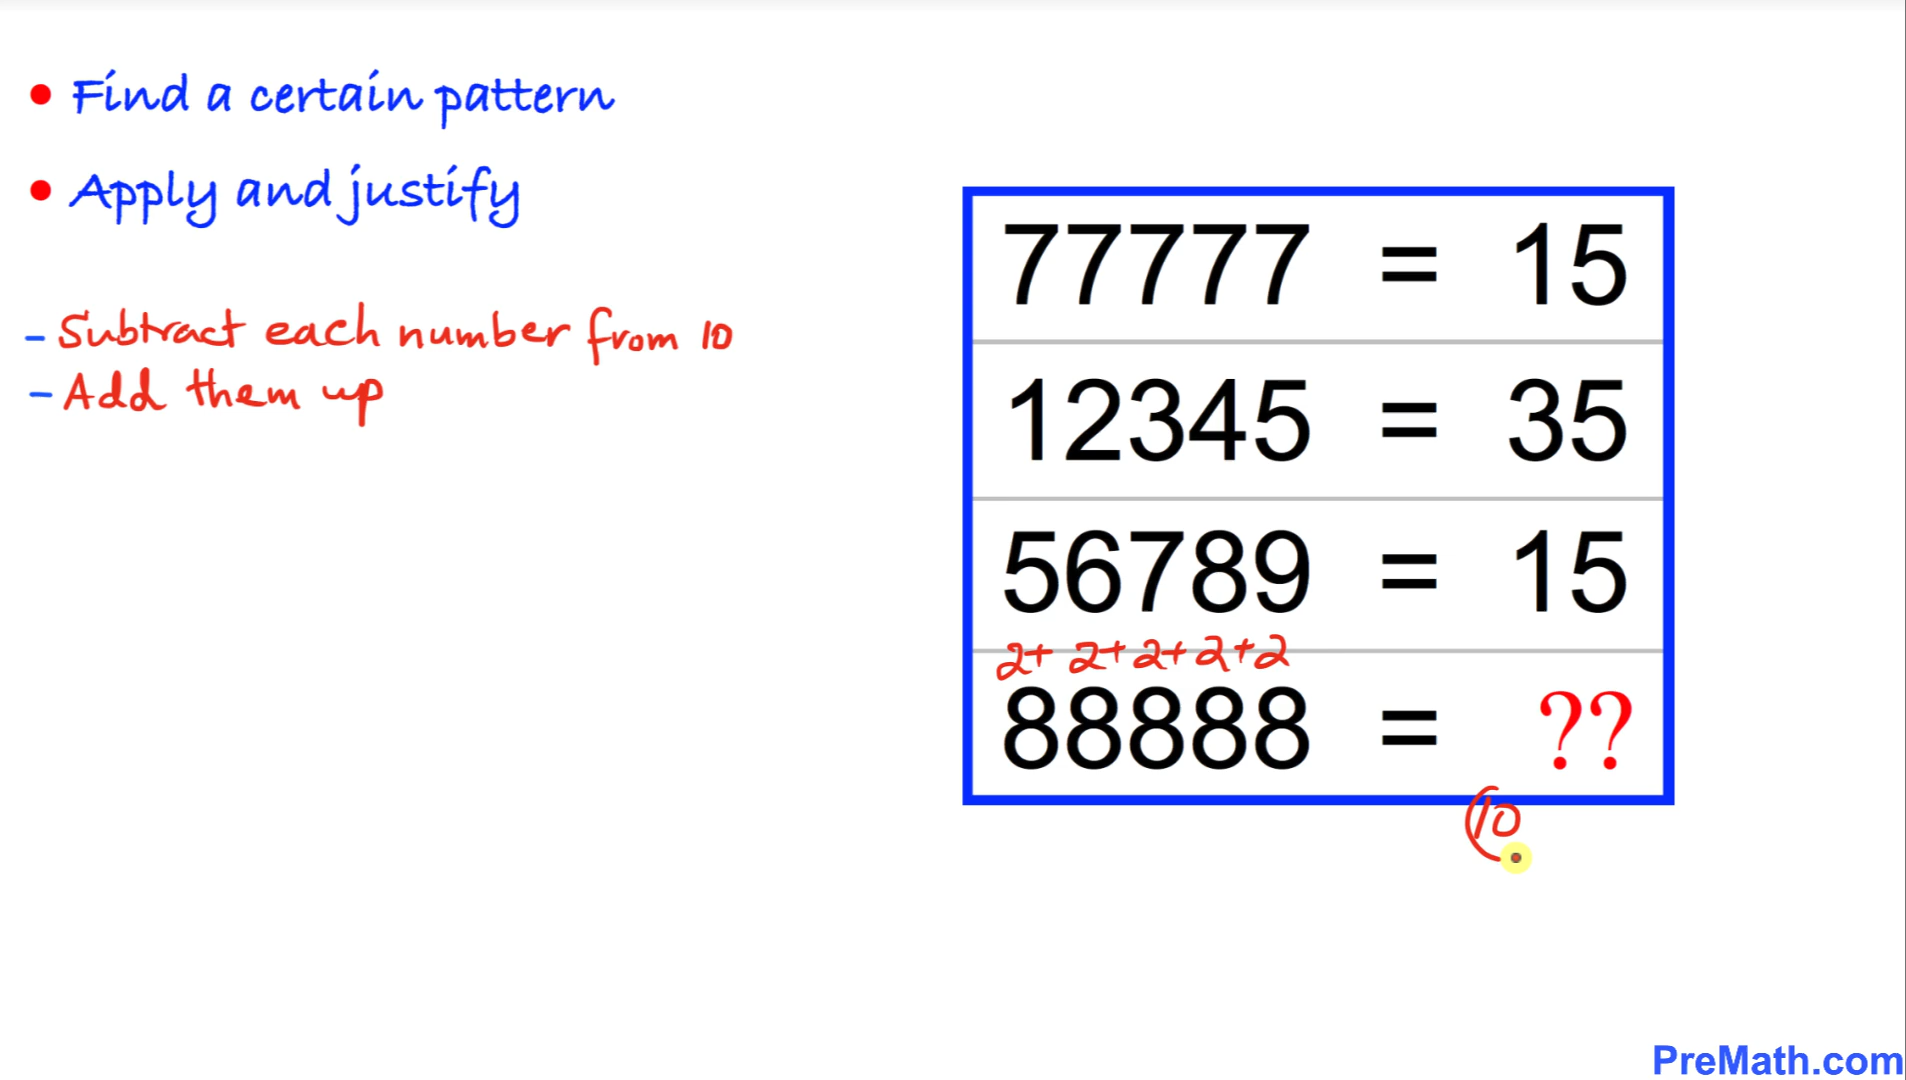 • Find a certain pattern
• Apply and justify
- Subtract each number from 10
- Add them up
77777 = 15
12345 = 35
56789 = 15
2+ 2+ 2+ 2+2
88888 = ??
10
PreMath.com